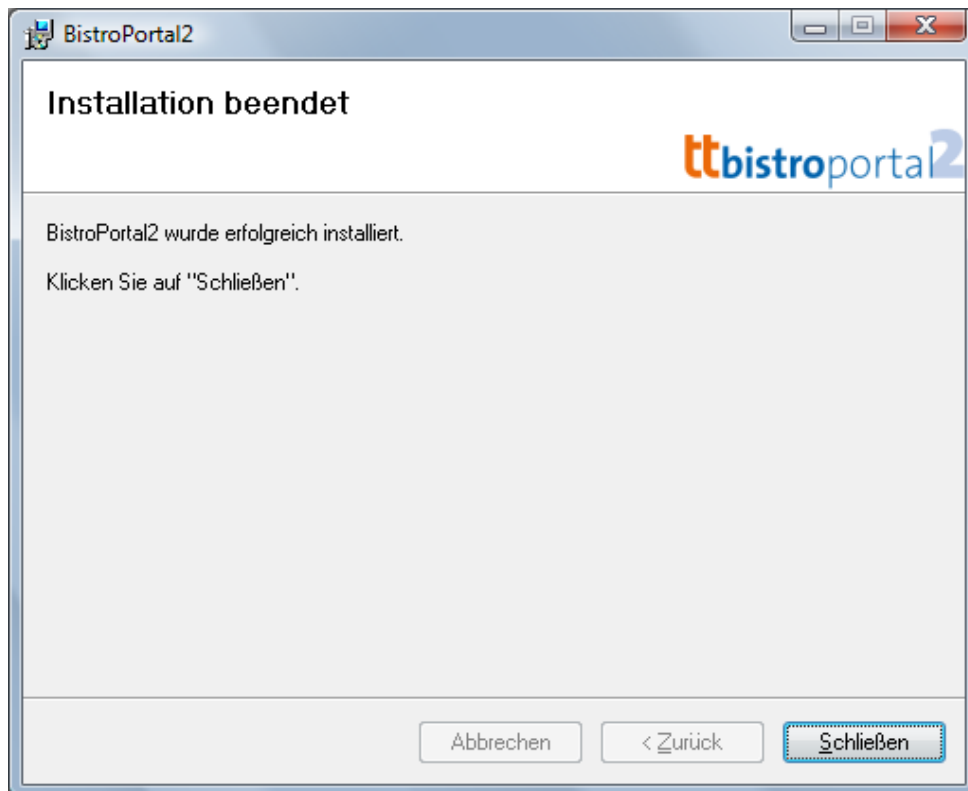 BistroPortal2
Installation beendet
ttbistroportal2
BistroPortal2 wurde erfolgreich installiert.
Klicken Sie auf "Schließen".
Abbrechen
< Zurück
Schließen